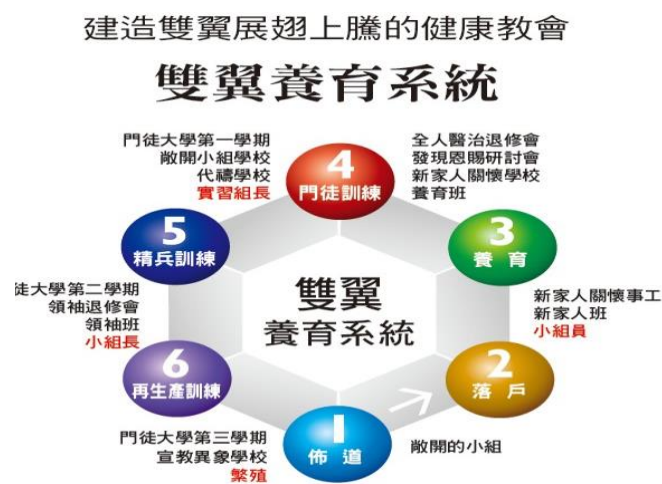 建造雙翼展翅上騰的健康教會
雙翼養育系統
門徒大學第一學期
敞開小組學校
代禱學校
實習組長
4
門徒訓練
全人醫治退修會
發現恩賜研討會
新家人關懷學校
養育班
5
精兵訓練
3
養育
雙翼
養育系統
徒大學第二學期
領袖退修會
領袖班
小組長
新家人關懷事工
新家人班
小組員
6
再生產訓練
2
落戶
門徒大學第三學期
宣教異象學校
繁殖
1
佈道
敞開的小組